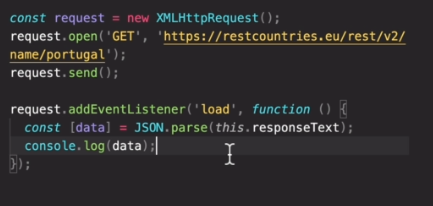 const request = new XMLHttpRequest();
request.open('GET', 'https://restcountries.eu/rest/v2/
name/portugal');
request.send();
request.addEventListener('load', function () {
const [data] = JSON.parse(this.responseText);
console.log(data);
});